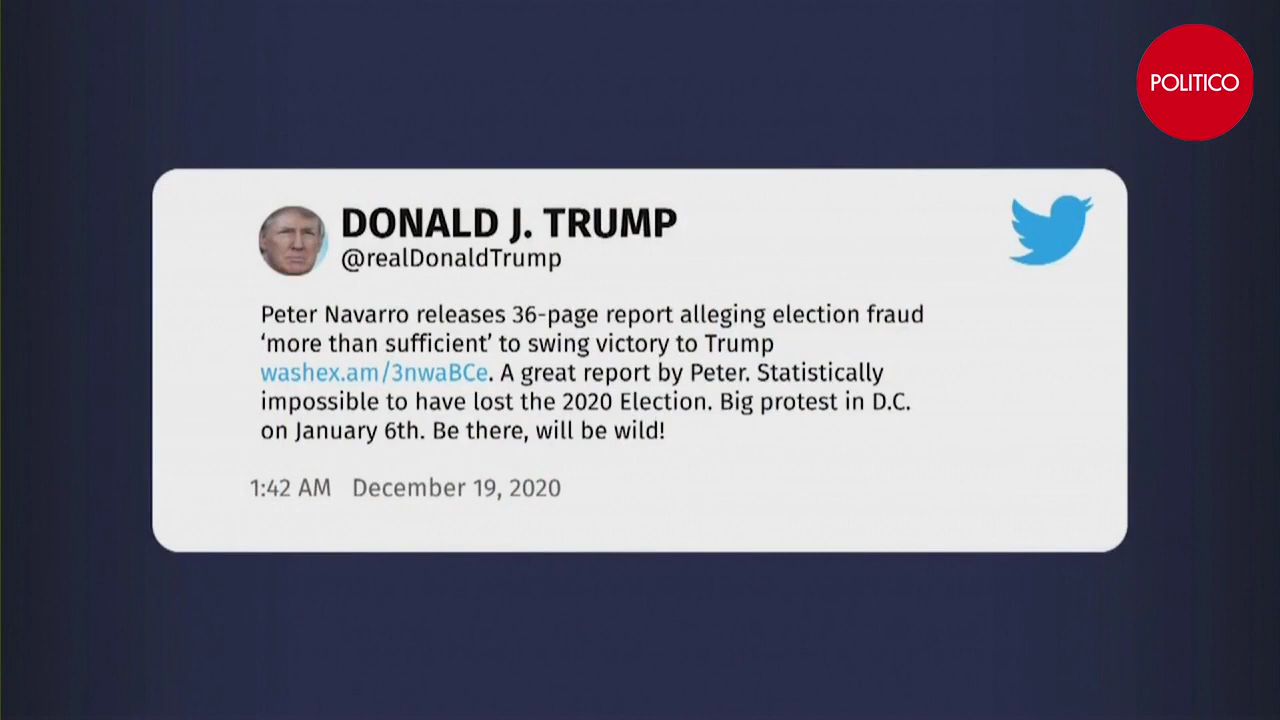 POLITICO
DONALD J. TRUMP
@realDonaldTrump
Peter Navarro releases 36-page report alleging election fraud
‘more than sufficient’ to swing victory to Trump
washex.am/3nwaBCe. A great report by Peter. Statistically
impossible to have lost the 2020 Election. Big protest in D.C.
on January 6th. Be there, will be wild!
1:42 AM December 19, 2020